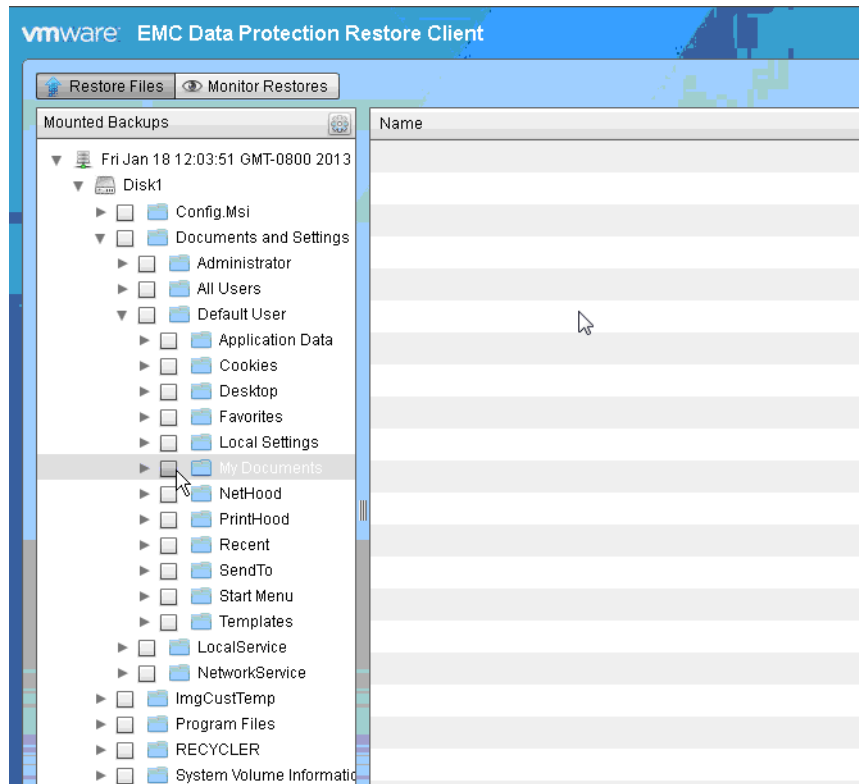 vmware EMC Data Protection Restore Client
Restore Files Monitor Restores
Mounted Backups
Name
Fri Jan 18 12:03:51 GMT-0800 2013
Disk1
Config.Msi
Documents and Settings
Administrator
All Users
Default User
Application Data
Cookies
Desktop
Favorites
Local Settings
My Documents
NetHood
PrintHood
Recent
SendTo
Start Menu
Templates
LocalService
NetworkService
ImgCustTemp
Program Files
RECYCLER
System Volume Informatio